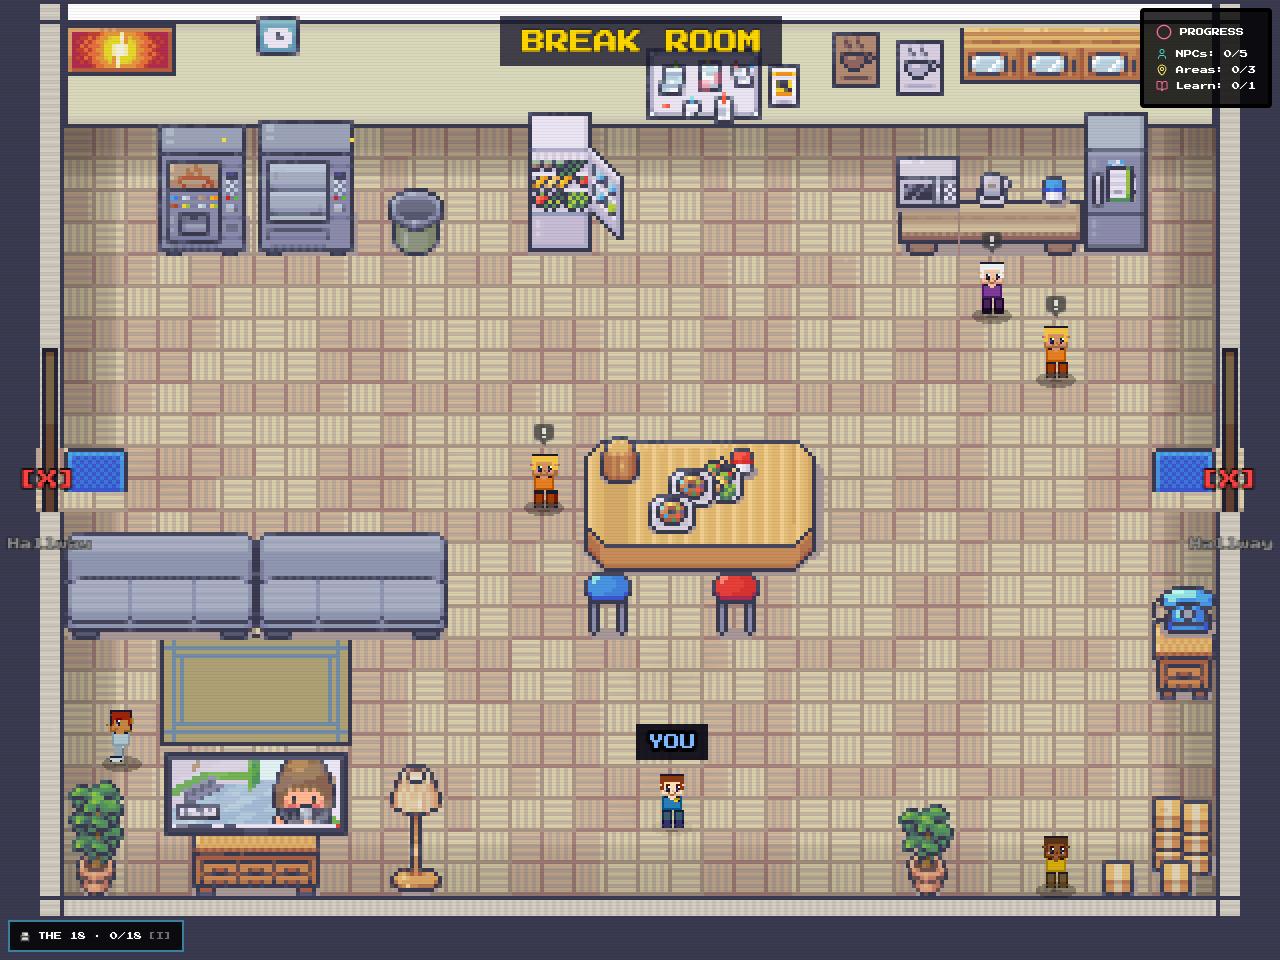 BREAK ROOM
PROGRESS
NPCs: 0/5
Areas: 0/3
Learn: 0/1
!
!
!
[X]
[X]
Hallway
Hallway
YOU
THE 18 · 0/18 [I]